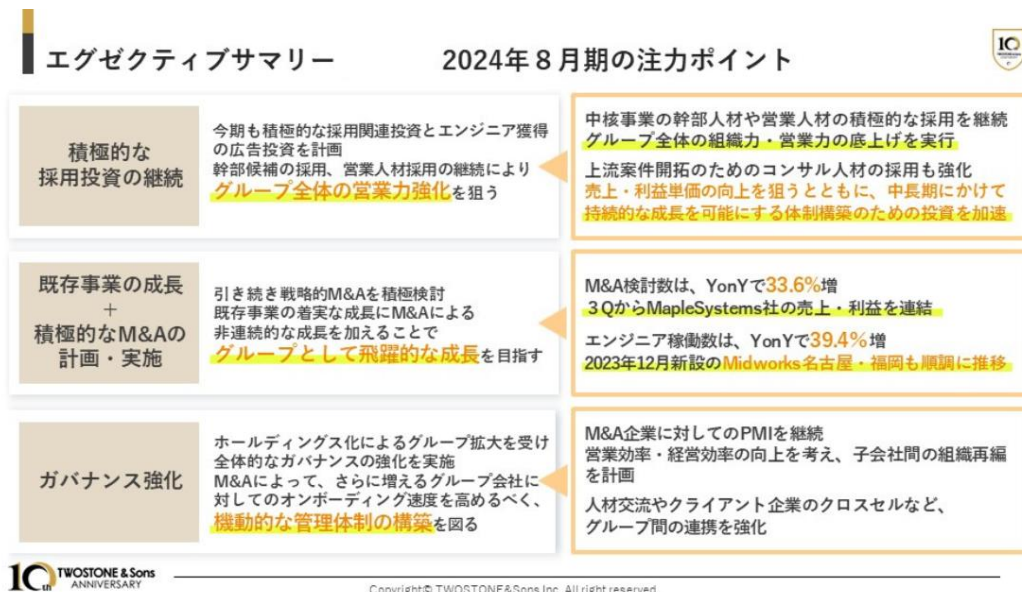 エグゼクティブサマリー
2024年８月期の注力ポイント
積極的な
採用投資の継続
今期も積極的な採用関連投資とエンジニア獲得
の広告投資を計画
幹部候補の採用、営業人材採用の継続により
グループ全体の営業力強化を狙う
中核事業の幹部人材や営業人材の積極的な採用を継続
グループ全体の組織力・営業力の底上げを実行
上流案件開拓のためのコンサル人材の採用も強化
売上・利益単価の向上を狙うとともに、中長期にかけて
持続的な成長を可能にする体制構築のための投資を加速
既存事業の成長
＋
積極的なM&Aの
計画・実施
引き続き戦略的M&Aを積極検討
既存事業の着実な成長にM&Aによる
非連続的な成長を加えることで
グループとして飛躍的な成長を目指す
M&A検討数は、YonYで33.6%増
３QからMapleSystems社の売上・利益を連結
エンジニア稼働数は、YonYで39.4%増
2023年12月新設のMidworks名古屋・福岡も順調に推移
ガバナンス強化
ホールディングス化によるグループ拡大を受け
全体的なガバナンスの強化を実施
M&Aによって、さらに増えるグループ会社に
対してのオンボーディング速度を高めるべく、
機動的な管理体制の構築を図る
M&A企業に対してのPMIを継続
営業効率・経営効率の向上を考え、子会社間の組織再編
を計画
人材交流やクライアント企業のクロスセルなど、
グループ間の連携を強化
10th TWOSTONE & Sons
ANNIVERSARY
Copyright© TWOSTONE&Sons Inc. All right reserved